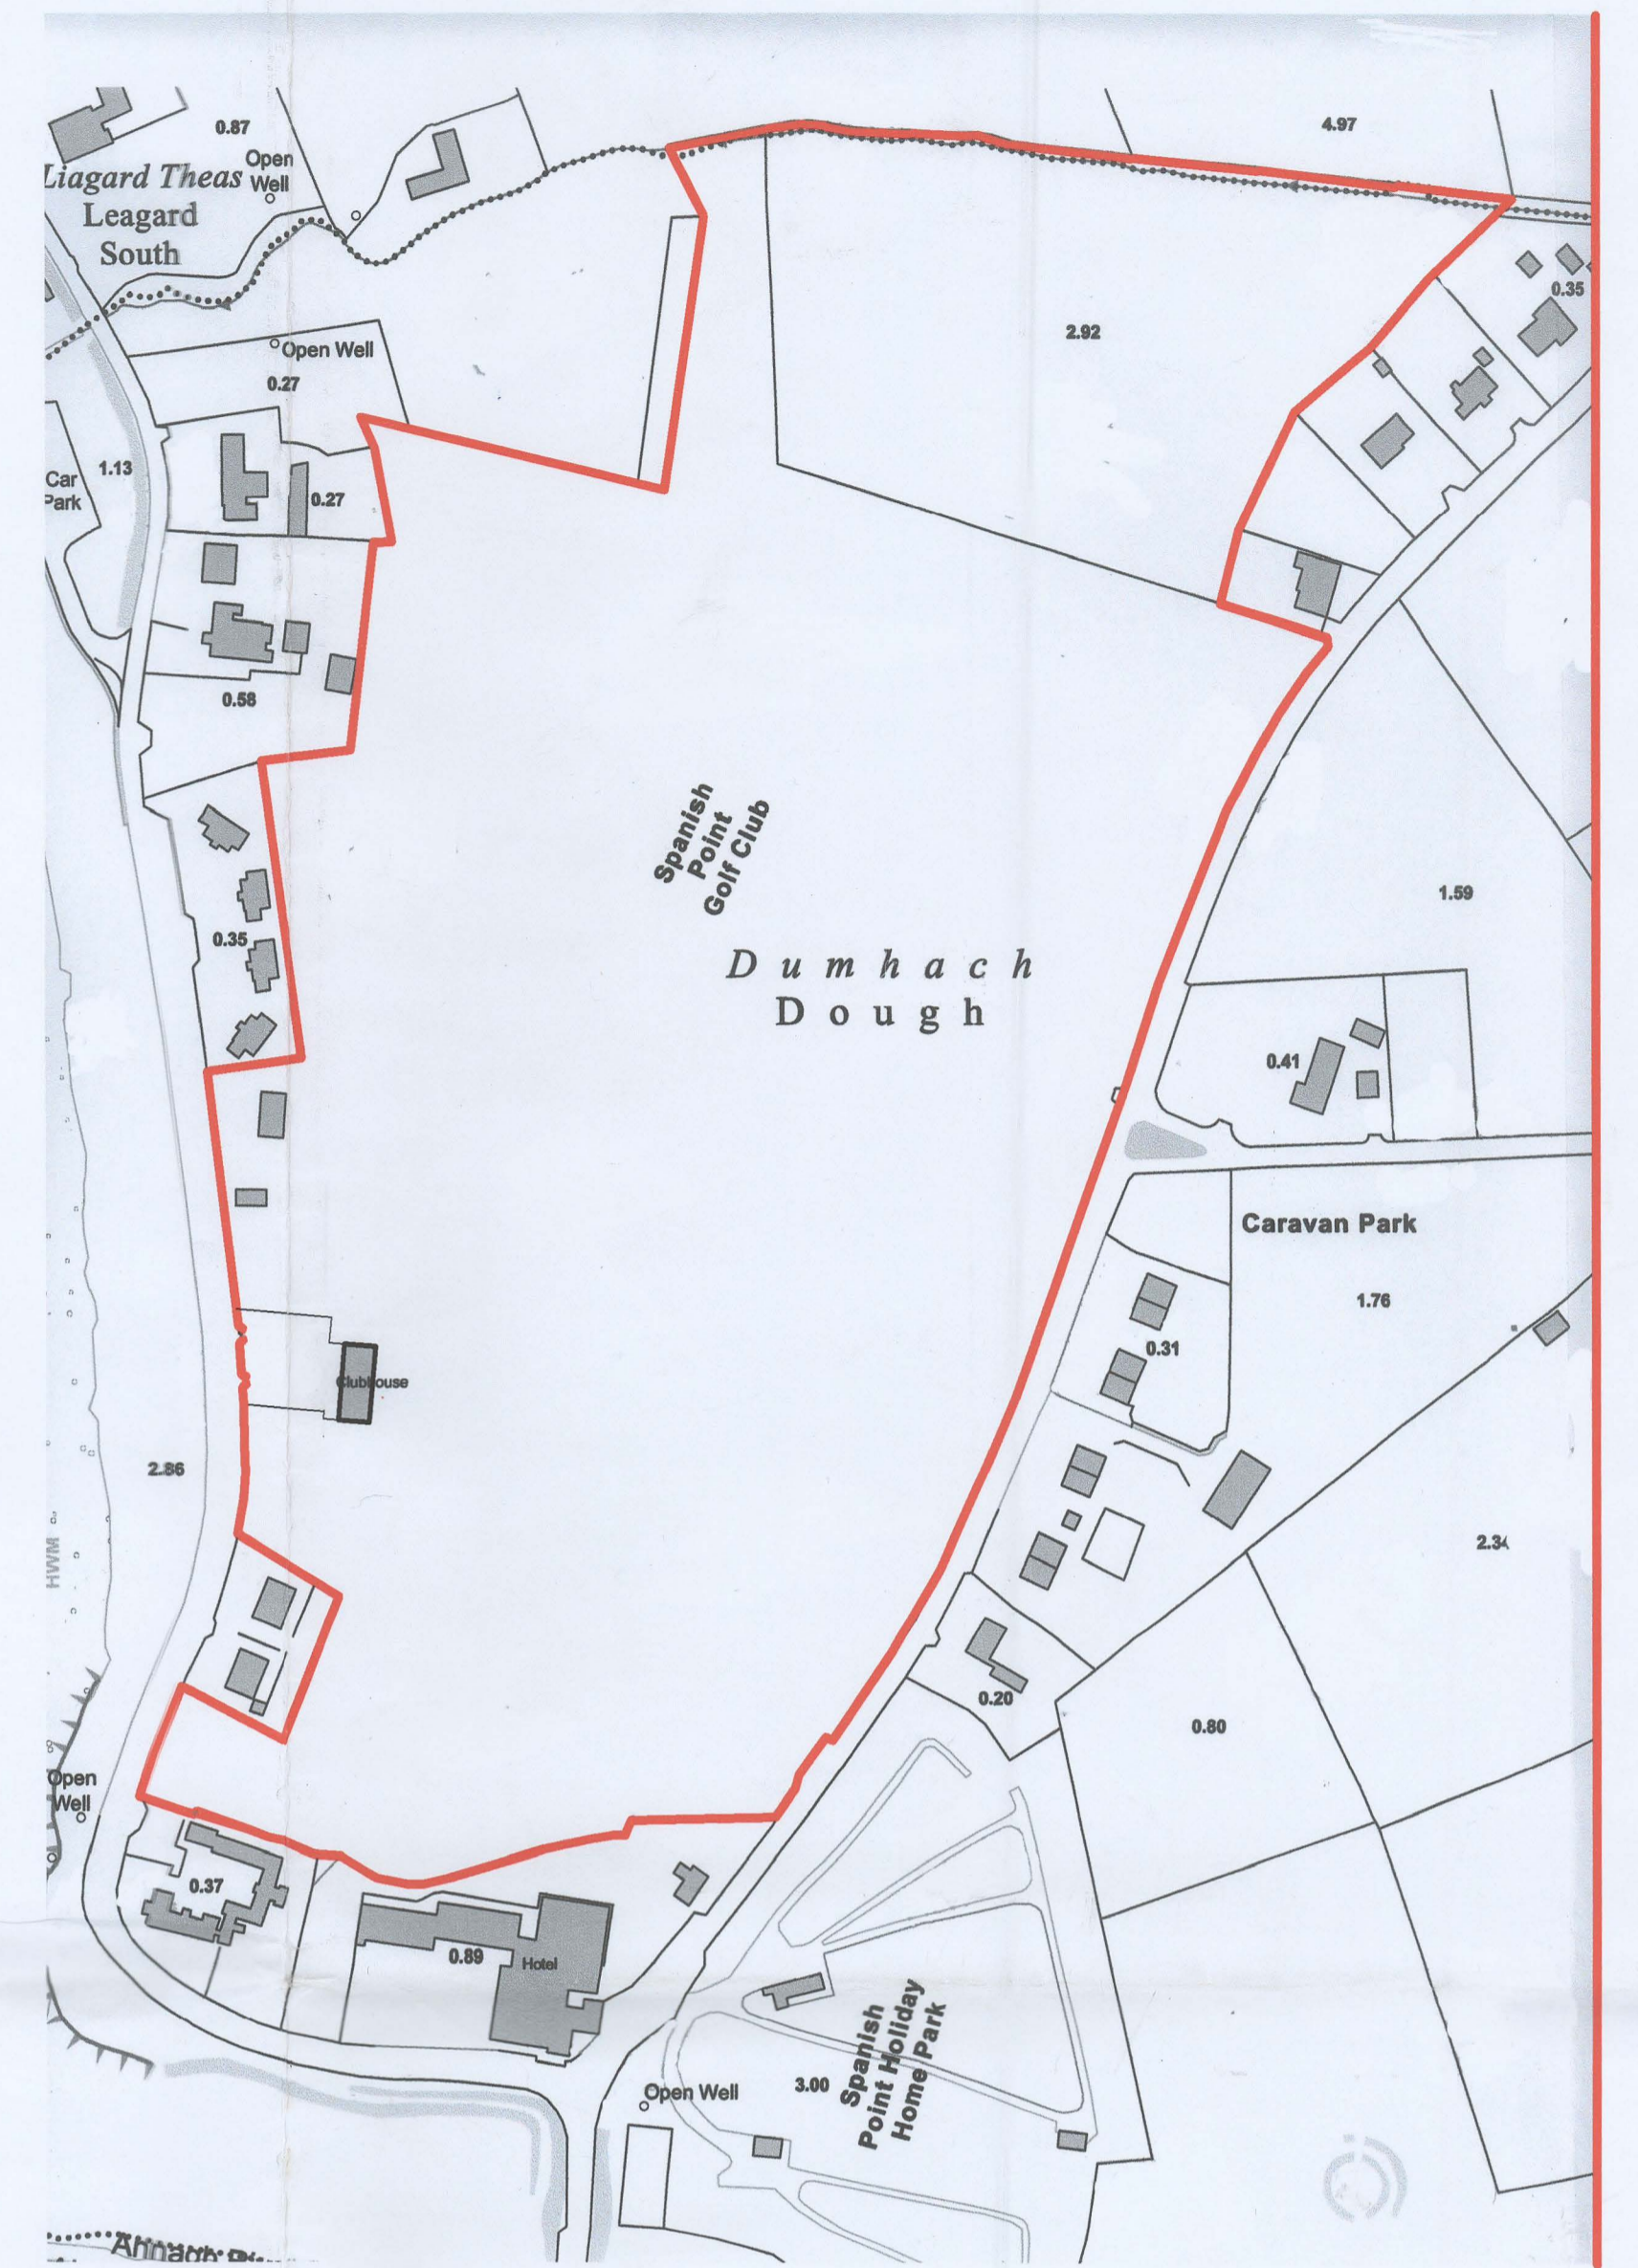 0.87
4.97
Open
Well
Liagard Theas
Leagard
South
0.35
2.92
Open Well
0.27
Car
Park
1.13
0.27
0.58
Spanish
Point
Golf Club
1.59
0.35
Dumhach
Dough
0.41
Caravan Park
1.76
0.31
Clubhouse
2.86
HWM
2.34
0.20
0.80
Open
Well
0.37
0.89
Hotel
Spanish
Point Holiday
Home Park
3.00
Open Well
Annagh